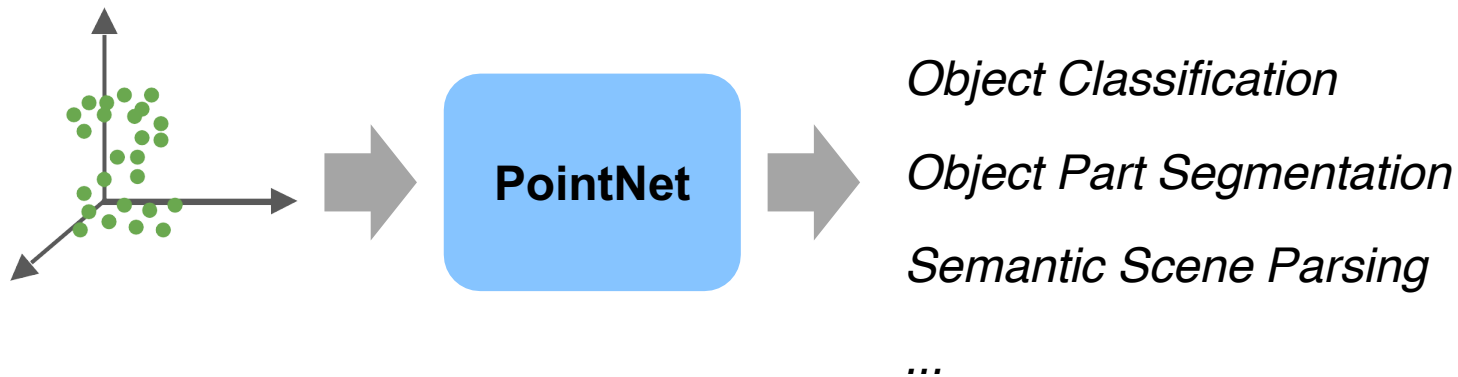 PointNet
Object Classification
Object Part Segmentation
Semantic Scene Parsing
...